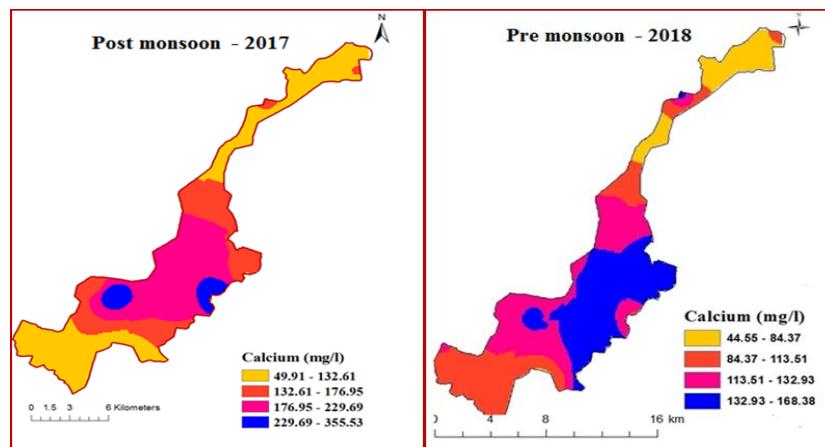 Post monsoon - 2017
N
Calcium (mg/l)
49.91 - 132.61
132.61 - 176.95
176.95 - 229.69
229.69 - 355.53
0 1.5 3 6 Kilometers
Pre monsoon - 2018
N
Calcium (mg/l)
44.55 - 84.37
84.37 - 113.51
113.51 - 132.93
132.93 - 168.38
0 4 8 16 km